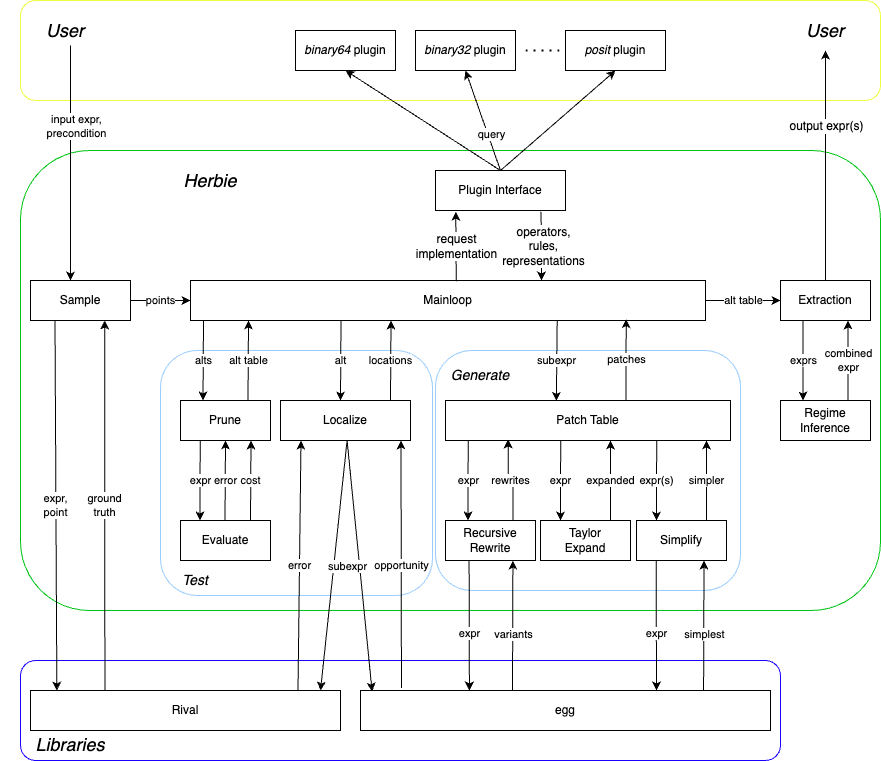 User
User
binary64 plugin
binary32 plugin
.....
posit plugin
input expr,
precondition
query
output expr(s)
Herbie
Plugin Interface
request
implementation
operators,
rules,
representations
Sample
points
Mainloop
alt table
Extraction
alts
alt table
alt
locations
subexpr
patches
exprs
combined
expr
Generate
Prune
Localize
Patch Table
Regime
Inference
expr
error
cost
expr
rewrites
expr
expanded
expr(s)
simpler
expr,
point
ground
truth
Evaluate
Recursive
Rewrite
Taylor
Expand
Simplify
error
subexpr
opportunity
Test
expr
variants
expr
simplest
Rival
egg
Libraries